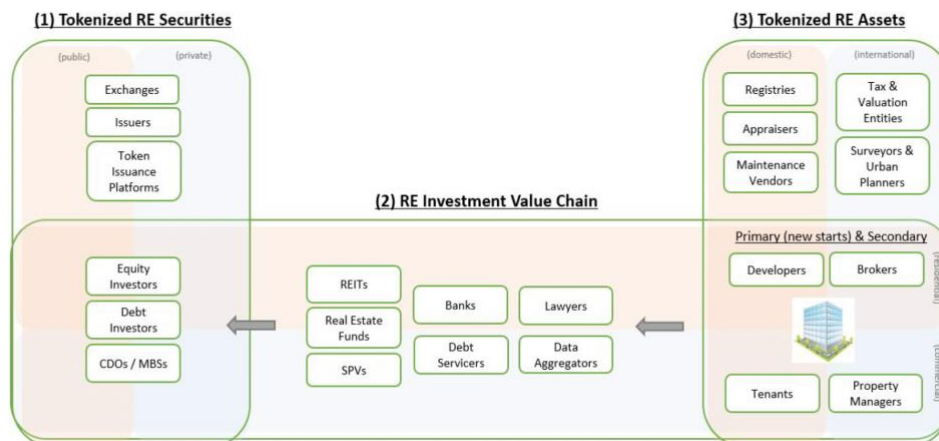 (1) Tokenized RE Securities
(public)
(private)
Exchanges
Issuers
Token
Issuance
Platforms
(3) Tokenized RE Assets
(domestic)
(international)
Registries
Appraisers
Maintenance
Vendors
Tax &
Valuation
Entities
Surveyors &
Urban
Planners
(2) RE Investment Value Chain
Equity
Investors
Debt
Investors
CDOs / MBSs
REITs
Real Estate
Funds
SPVs
Banks
Debt
Servicers
Lawyers
Data
Aggregators
Primary (new starts) & Secondary
Developers
Brokers
(residential)
Tenants
Property
Managers
(commercial)